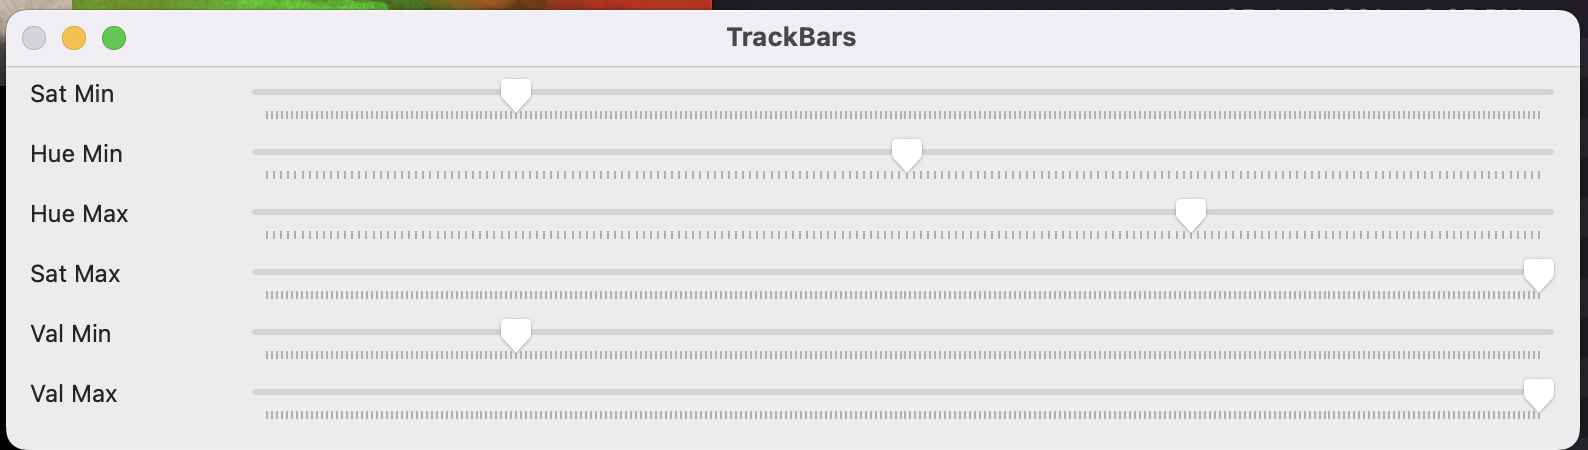 TrackBars
Sat Min
Hue Min
Hue Max
Sat Max
Val Min
Val Max